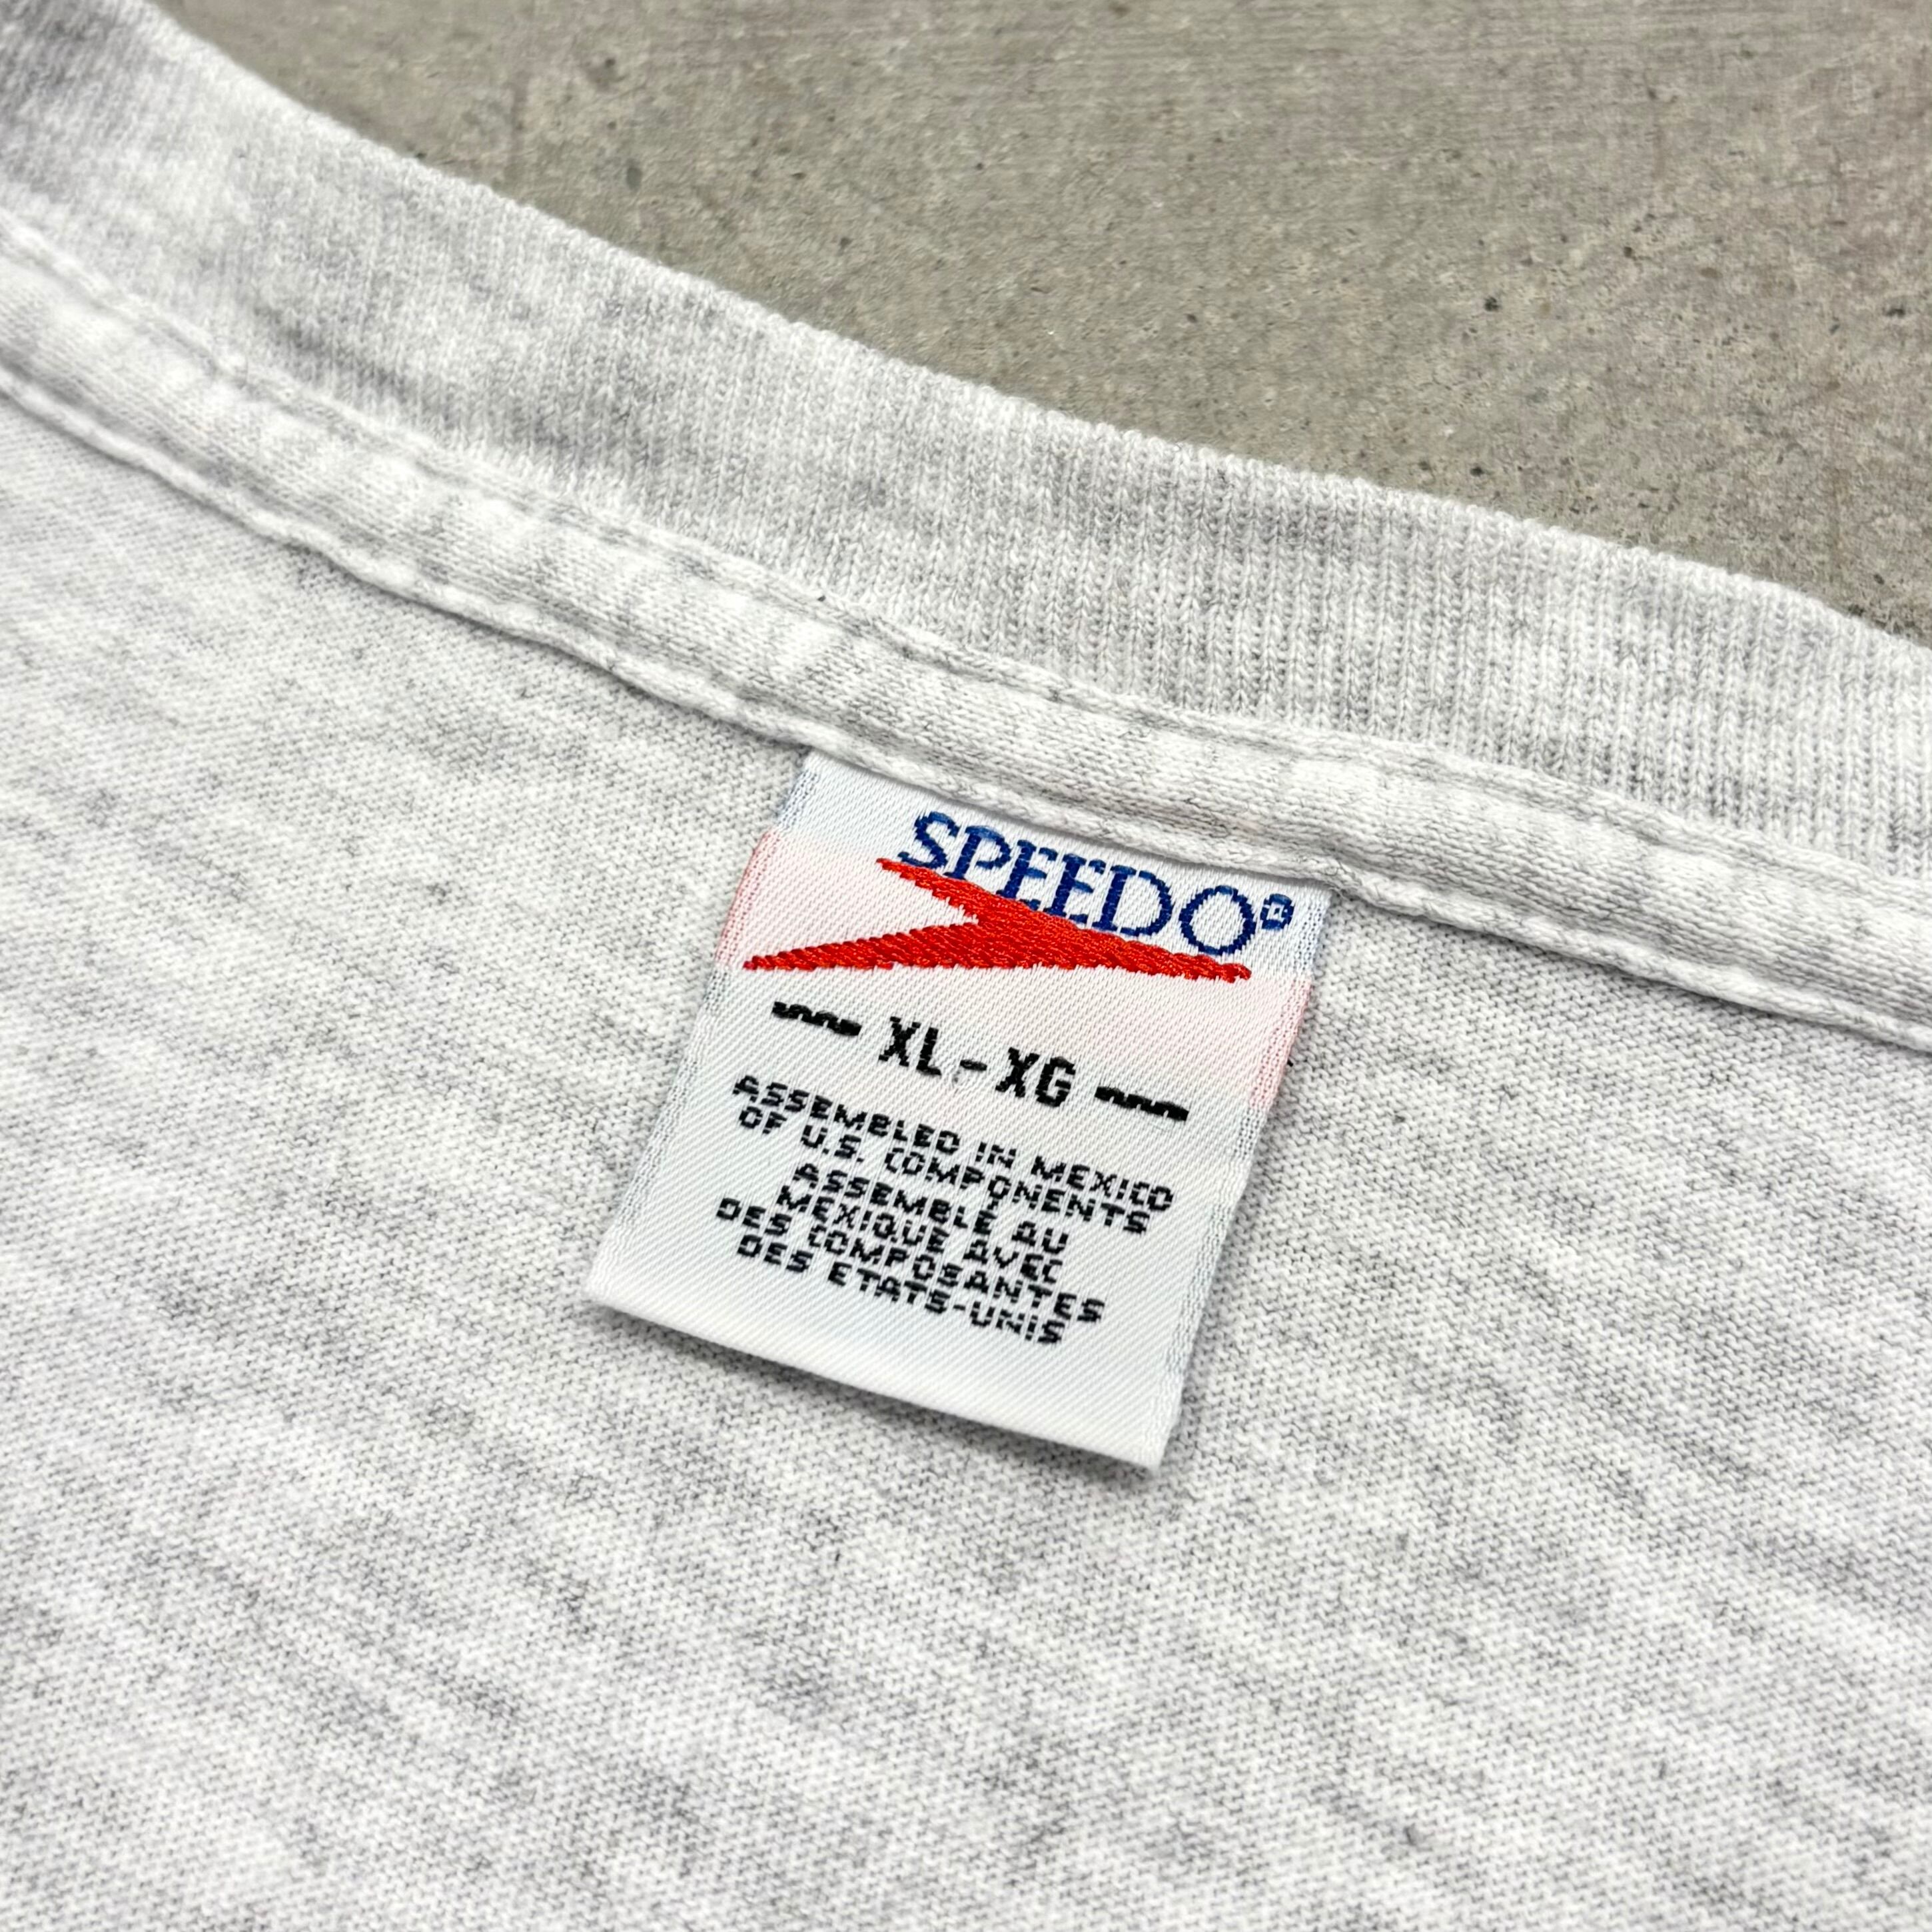 SPEEDO®
XL-XG
ASSEMBLED IN MEXICO
OF U.S. COMPONENTS
ASSEMBLÉ AU
MEXIQUE AVEC
DES COMPOSANTES
DES ETATS-UNIS